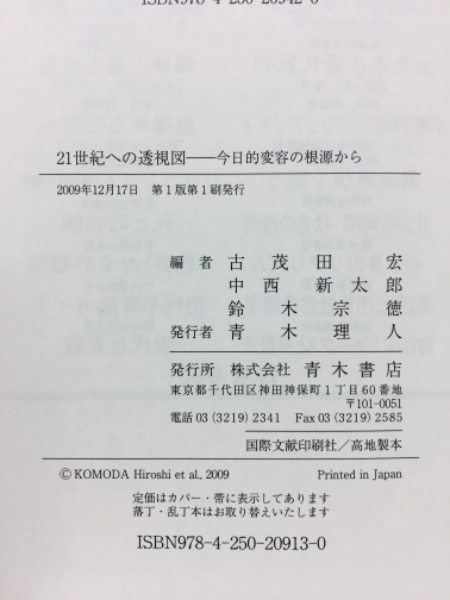 ISBN978-4-250-20942-0
21世紀への透視図——今日的変容の根源から
2009年12月17日 第1版第1刷発行
編者 古茂田 宏
中西新太郎
鈴木宗徳
発行者 青木理人
発行所 株式会社 青木書店
東京都千代田区神田神保町1丁目60番地
〒101-0051
電話 03(3219)2341 Fax 03(3219)2585
国際文献印刷社/高地製本
© KOMODA Hiroshi et al., 2009 Printed in Japan
定価はカバー・帯に表示してあります
落丁・乱丁本はお取り替えいたします
ISBN978-4-250-20913-0